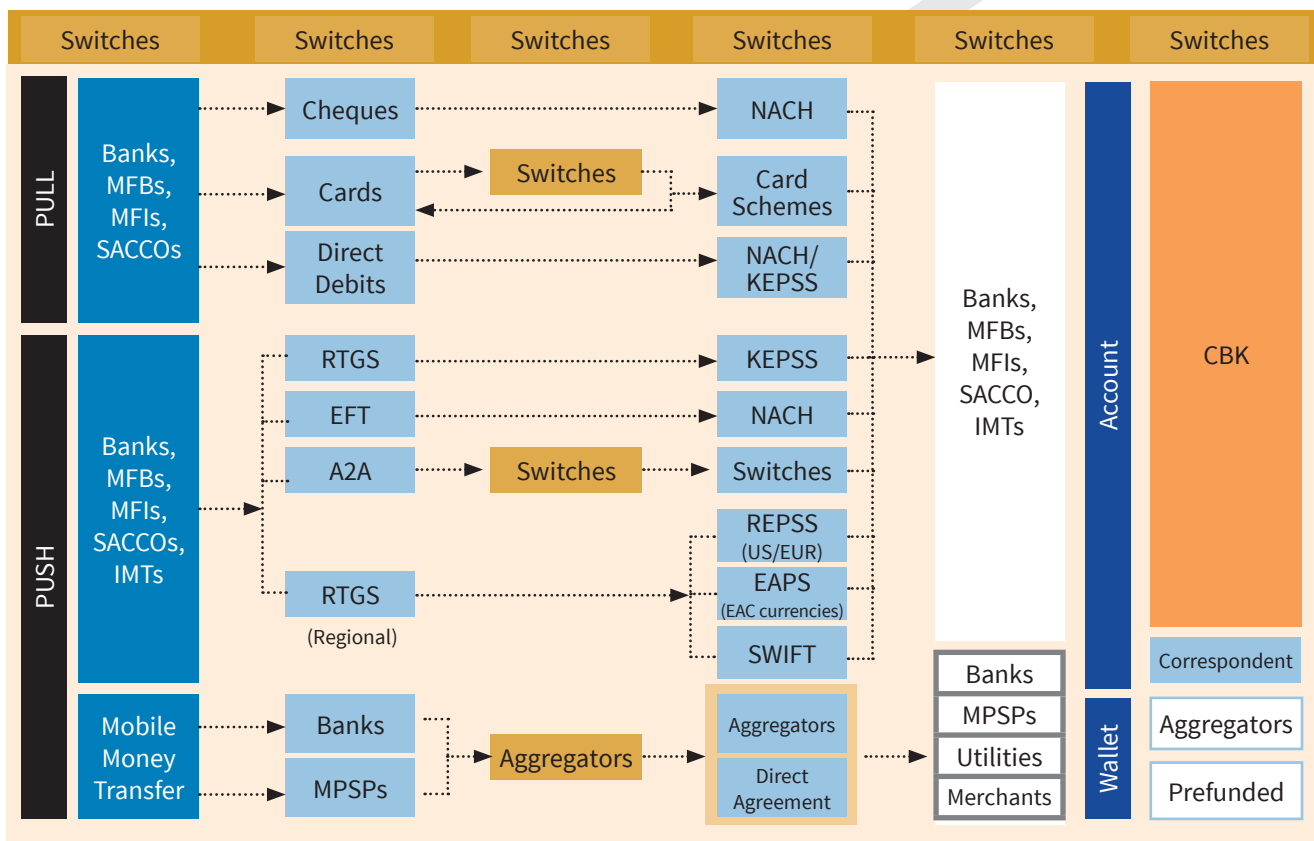 Switches
Switches
Switches
Switches
Switches
Switches
PULL
Banks,
MFBs,
MFIs,
SACCOs
Cheques
NACH
Cards
Switches
Card
Schemes
Direct
Debits
NACH/
KEPSS
PUSH
Banks,
MFBs,
MFIs,
SACCOs,
IMTs
RTGS
KEPSS
EFT
NACH
A2A
Switches
Switches
RTGS
(Regional)
REPSS
(US/EUR)
EAPS
(EAC currencies)
SWIFT
Banks,
MFBs,
MFIs,
SACCO,
IMTs
Account
CBK
Correspondent
Mobile
Money
Transfer
Banks
MPSPs
Aggregators
Aggregators
Direct
Agreement
Banks
MPSPs
Utilities
Merchants
Wallet
Aggregators
Prefunded